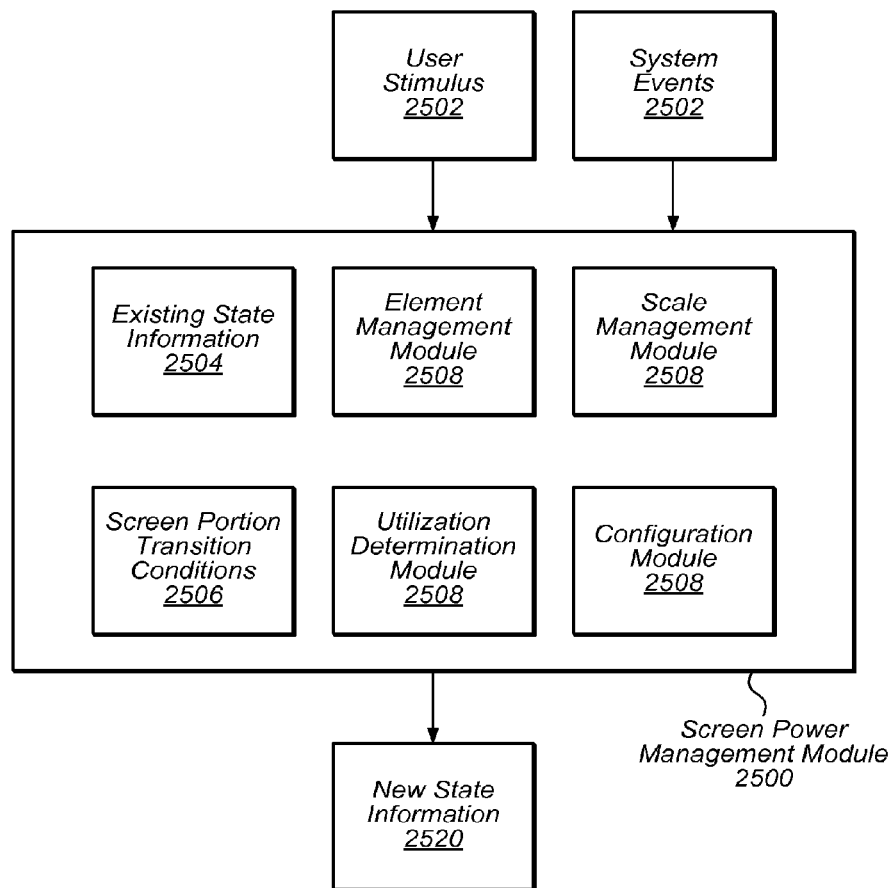 User
Stimulus
2502
System
Events
2502
Existing State
Information
2504
Element
Management
Module
2508
Scale
Management
Module
2508
Screen Portion
Transition
Conditions
2506
Utilization
Determination
Module
2508
Configuration
Module
2508
Screen Power
Management Module
2500
New State
Information
2520